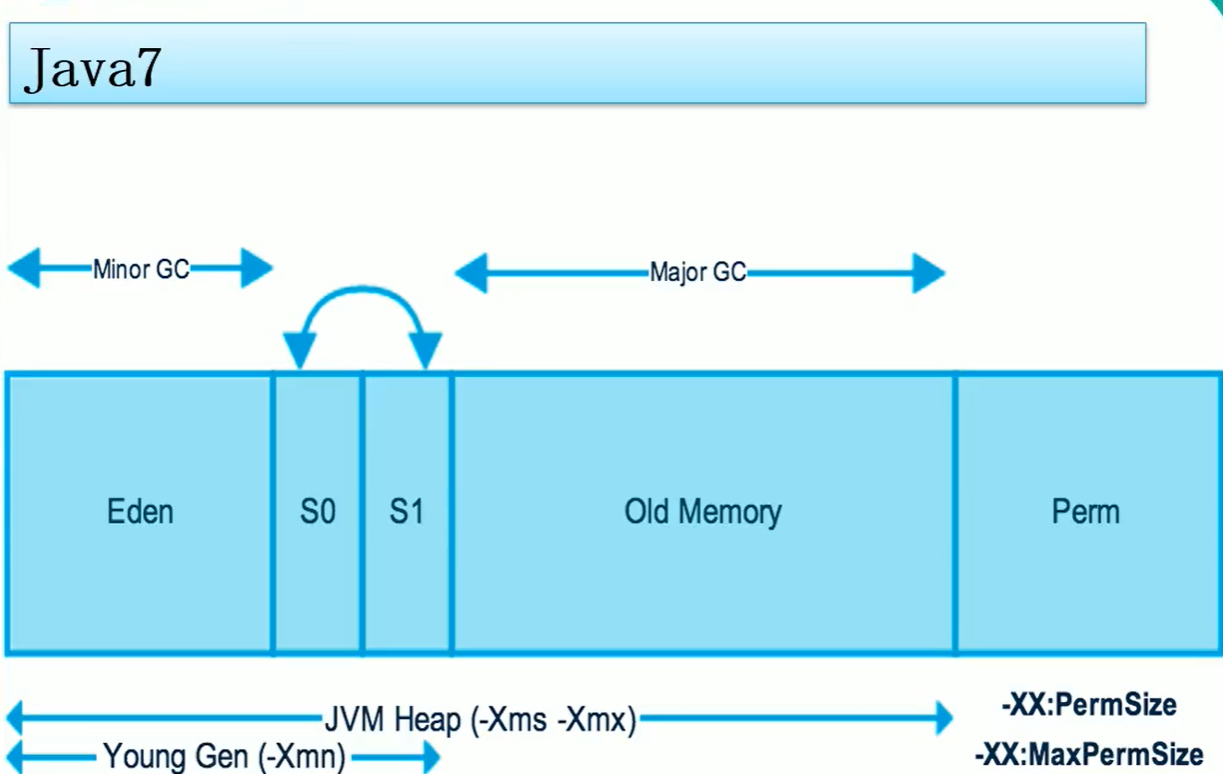 Java7
Minor GC
Major GC
Eden
S0
S1
Old Memory
Perm
JVM Heap (-Xms -Xmx)
-XX:PermSize
Young Gen (-Xmn)
-XX:MaxPermSize